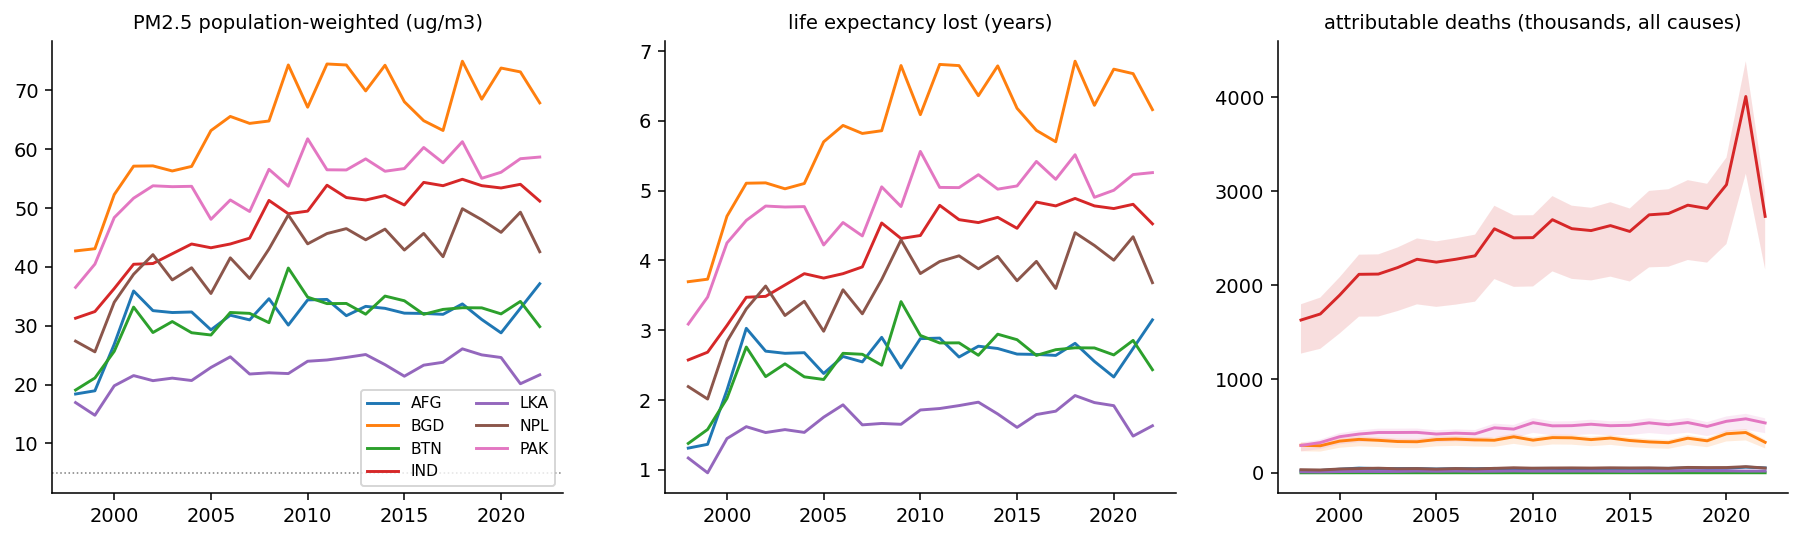 PM2.5 population-weighted (ug/m3)
70
60
50
40
30
20
10
2000 2005 2010 2015 2020
AFG
BGD
BTN
IND
LKA
NPL
PAK
life expectancy lost (years)
7
6
5
4
3
2
1
2000 2005 2010 2015 2020
attributable deaths (thousands, all causes)
4000
3000
2000
1000
0
2000 2005 2010 2015 2020